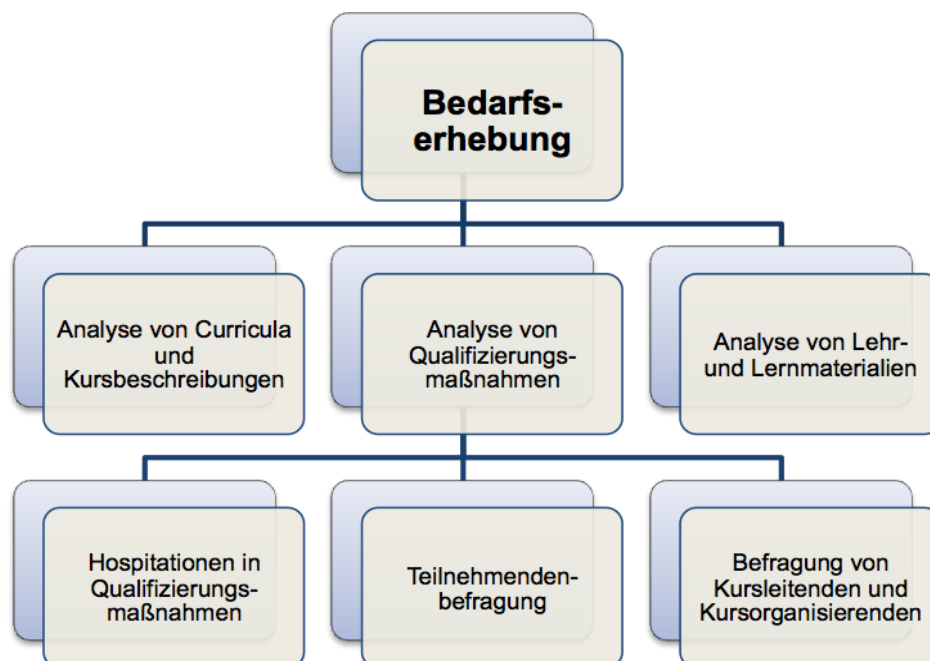 Bedarfs-
erhebung
Analyse von Curricula
und
Kursbeschreibungen
Analyse von
Qualifizierungs-
maßnahmen
Analyse von Lehr-
und Lernmaterialien
Hospitationen in
Qualifizierungs-
maßnahmen
Teilnehmenden-
befragung
Befragung von
Kursleitenden und
Kursorganisierenden